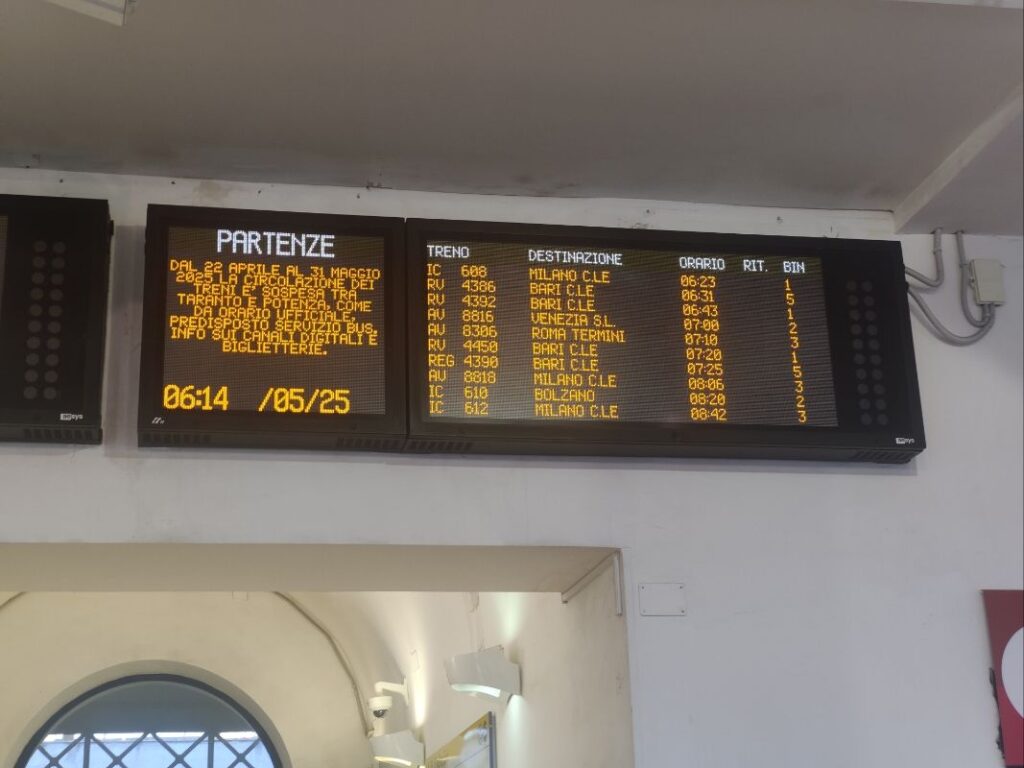 PARTENZE
DAL 22 APRILE AL 31 MAGGIO
2025 LA CIRCOLAZIONE DEI
TRENI E' SOSPESA TRA
TARANTO E POTENZA, COME
DA ORARIO UFFICIALE.
PREDISPOSTO SERVIZIO BUS.
INFO SUI CANALI DIGITALI E
BIGLIETTERIE.
06:14 /05/25
TRENO DESTINAZIONE ORARIO RIT. BIN
IC 608 MILANO C.LE 06:23 1
RV 4386 BARI C.LE 06:31 5
RV 4392 BARI C.LE 06:43 1
AV 8816 VENEZIA S.L. 07:00 2
AV 8306 ROMA TERMINI 07:10 3
RV 4450 BARI C.LE 07:20 1
REG 4390 BARI C.LE 07:25 5
AV 8818 MILANO C.LE 08:06 3
IC 610 BOLZANO 08:20 2
IC 612 MILANO C.LE 08:42 3